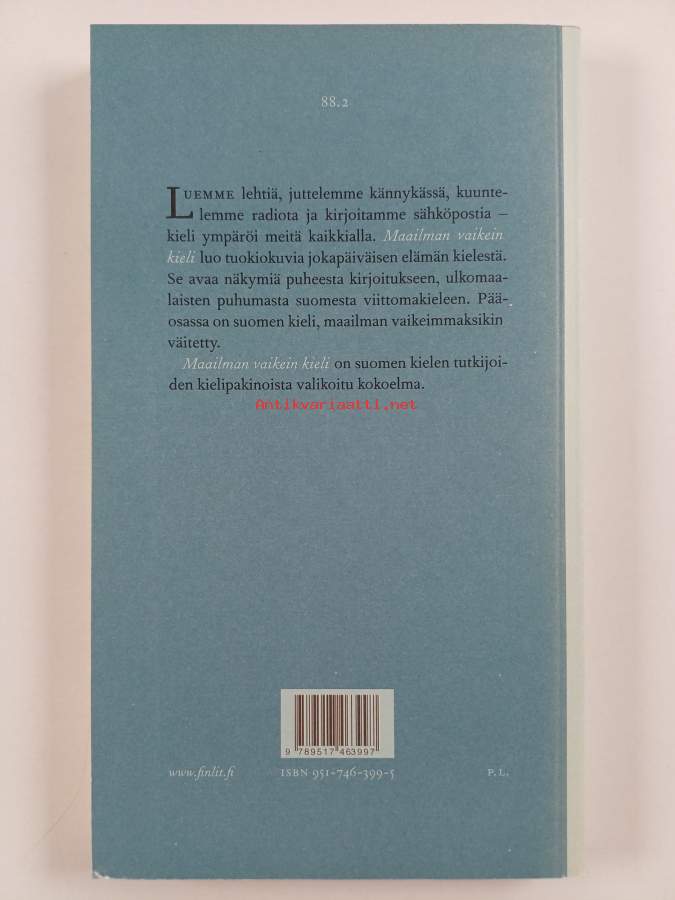 88.2
LUEMME lehtiä, juttelemme kännykässä, kuunte-
lemme radiota ja kirjoitamme sähköpostia –
kieli ympäröi meitä kaikkialla. Maailman vaikein
kieli luo tuokiokuvia jokapäiväisen elämän kielestä.
Se avaa näkymiä puheesta kirjoitukseen, ulkomaa-
laisten puhumasta suomesta viittomakieleen. Pää-
osassa on suomen kieli, maailman vaikeimmaksikin
väitetty.
Maailman vaikein kieli on suomen kielen tutkijoi-
den kielipakinoista valikoitu kokoelma.
Antikvariaatti.net
9 789517 463997
www.finlit.fi ISBN 951-746-399-5 P.L.